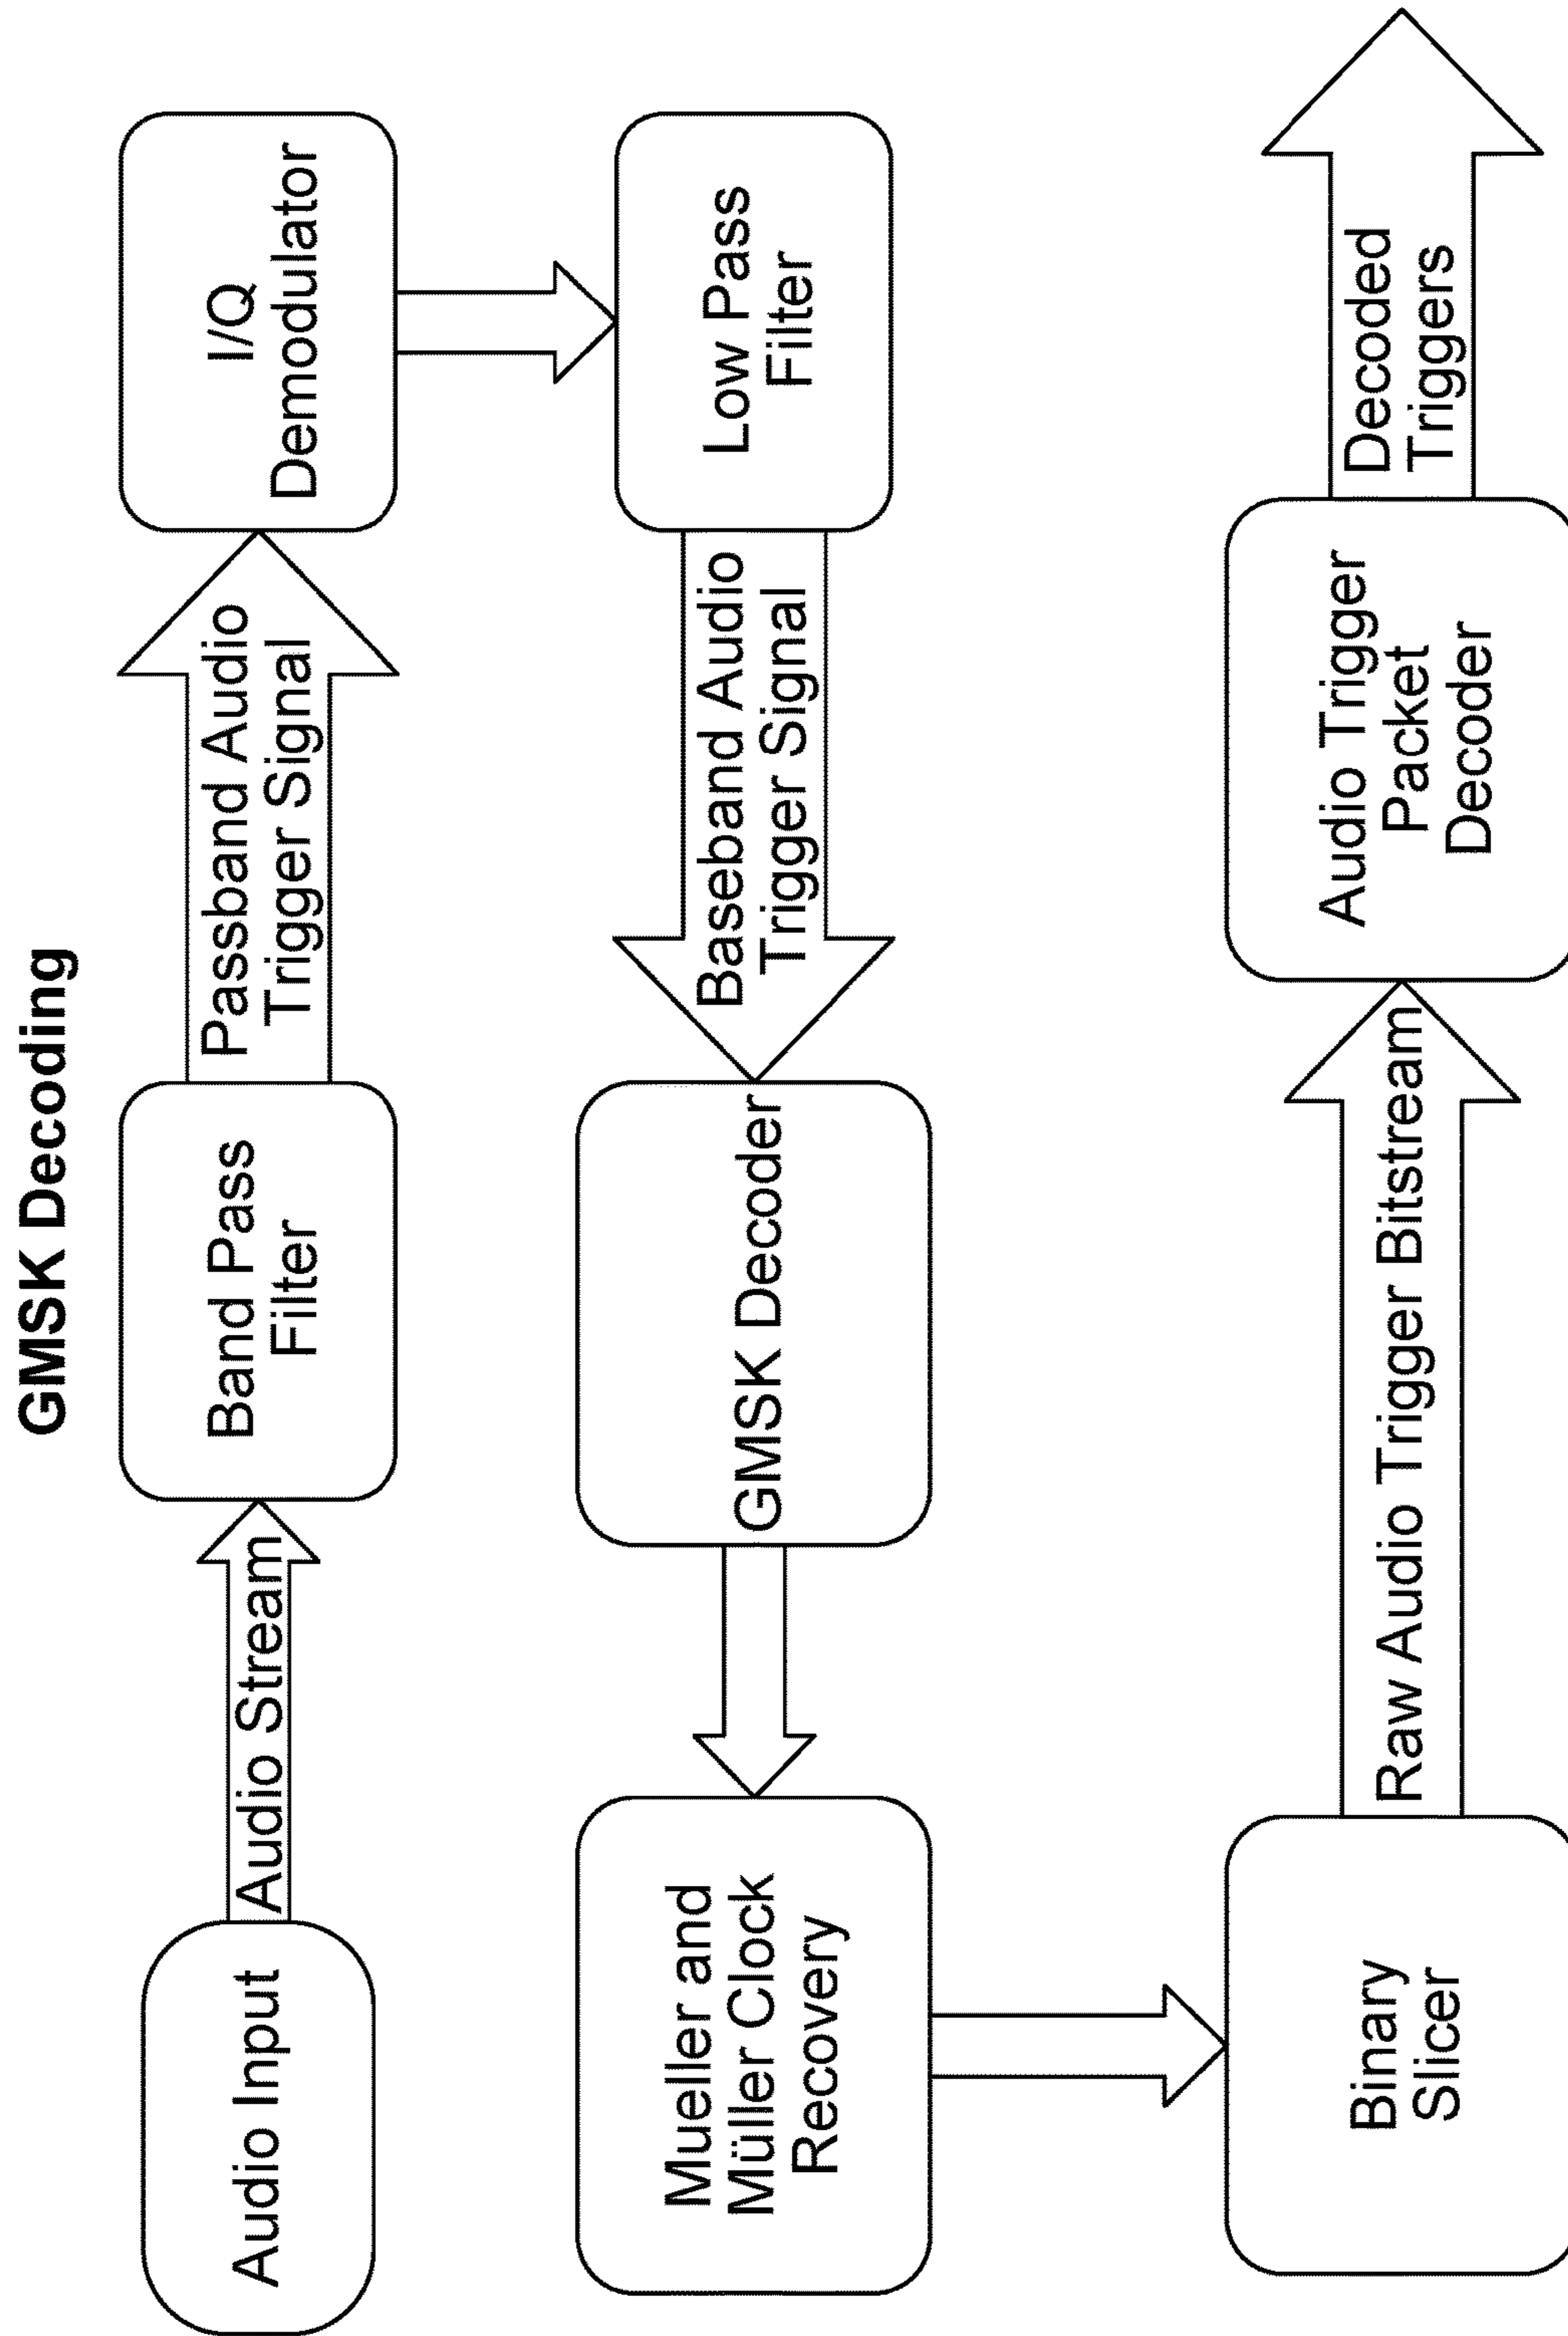 GMSK Decoding
Audio Input
Audio Stream
Band Pass
Filter
Passband Audio
Trigger Signal
I/Q
Demodulator
Low Pass
Filter
Baseband Audio
Trigger Signal
GMSK Decoder
Mueller and
Müller Clock
Recovery
Binary
Slicer
Raw Audio Trigger Bitstream
Audio Trigger
Packet
Decoder
Decoded
Triggers